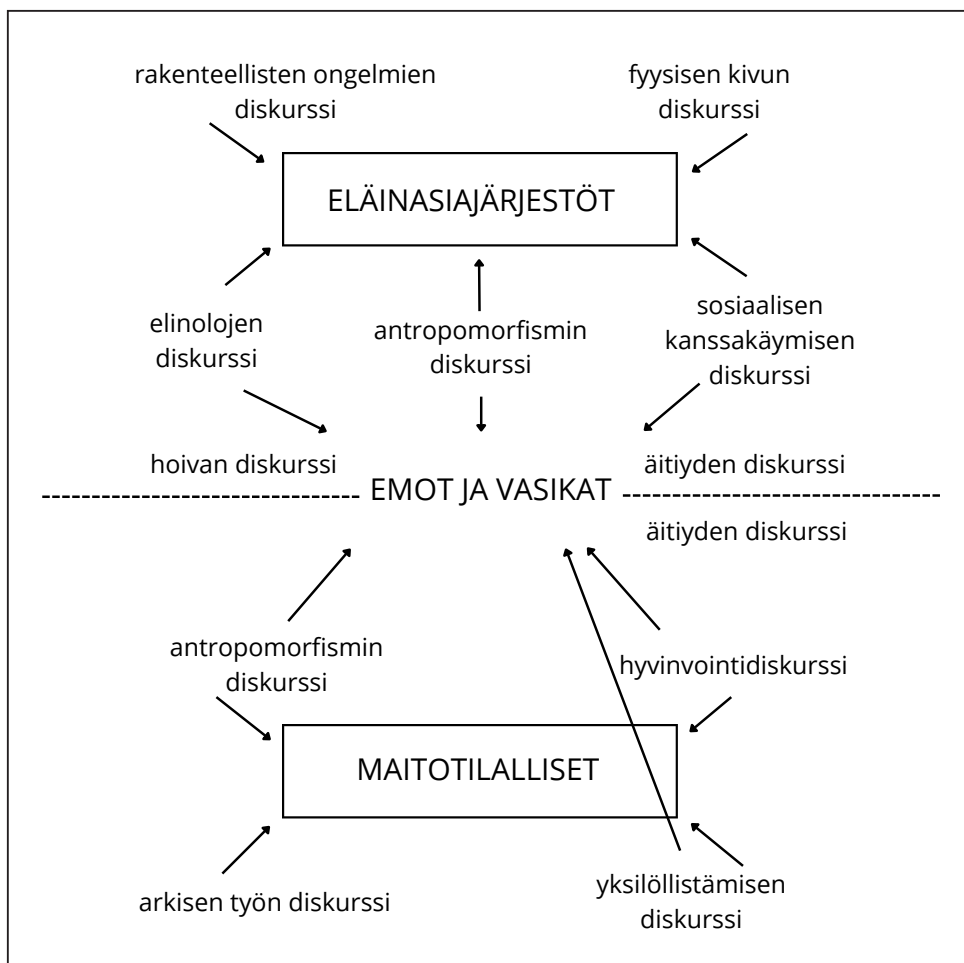 rakenteellisten ongelmien
diskurssi
fyysisen kivun
diskurssi
ELÄINASIAJÄRJESTÖT
elinolojen
diskurssi
antropomorfismin
diskurssi
sosiaalisen
kanssakäymisen
diskurssi
hoivan diskurssi
EMOT JA VASIKAT
äitiyden diskurssi
äitiyden diskurssi
antropomorfismin
diskurssi
hyvinvointidiskurssi
MAITOTILALLISET
arkisen työn diskurssi
yksilöllistämisen
diskurssi